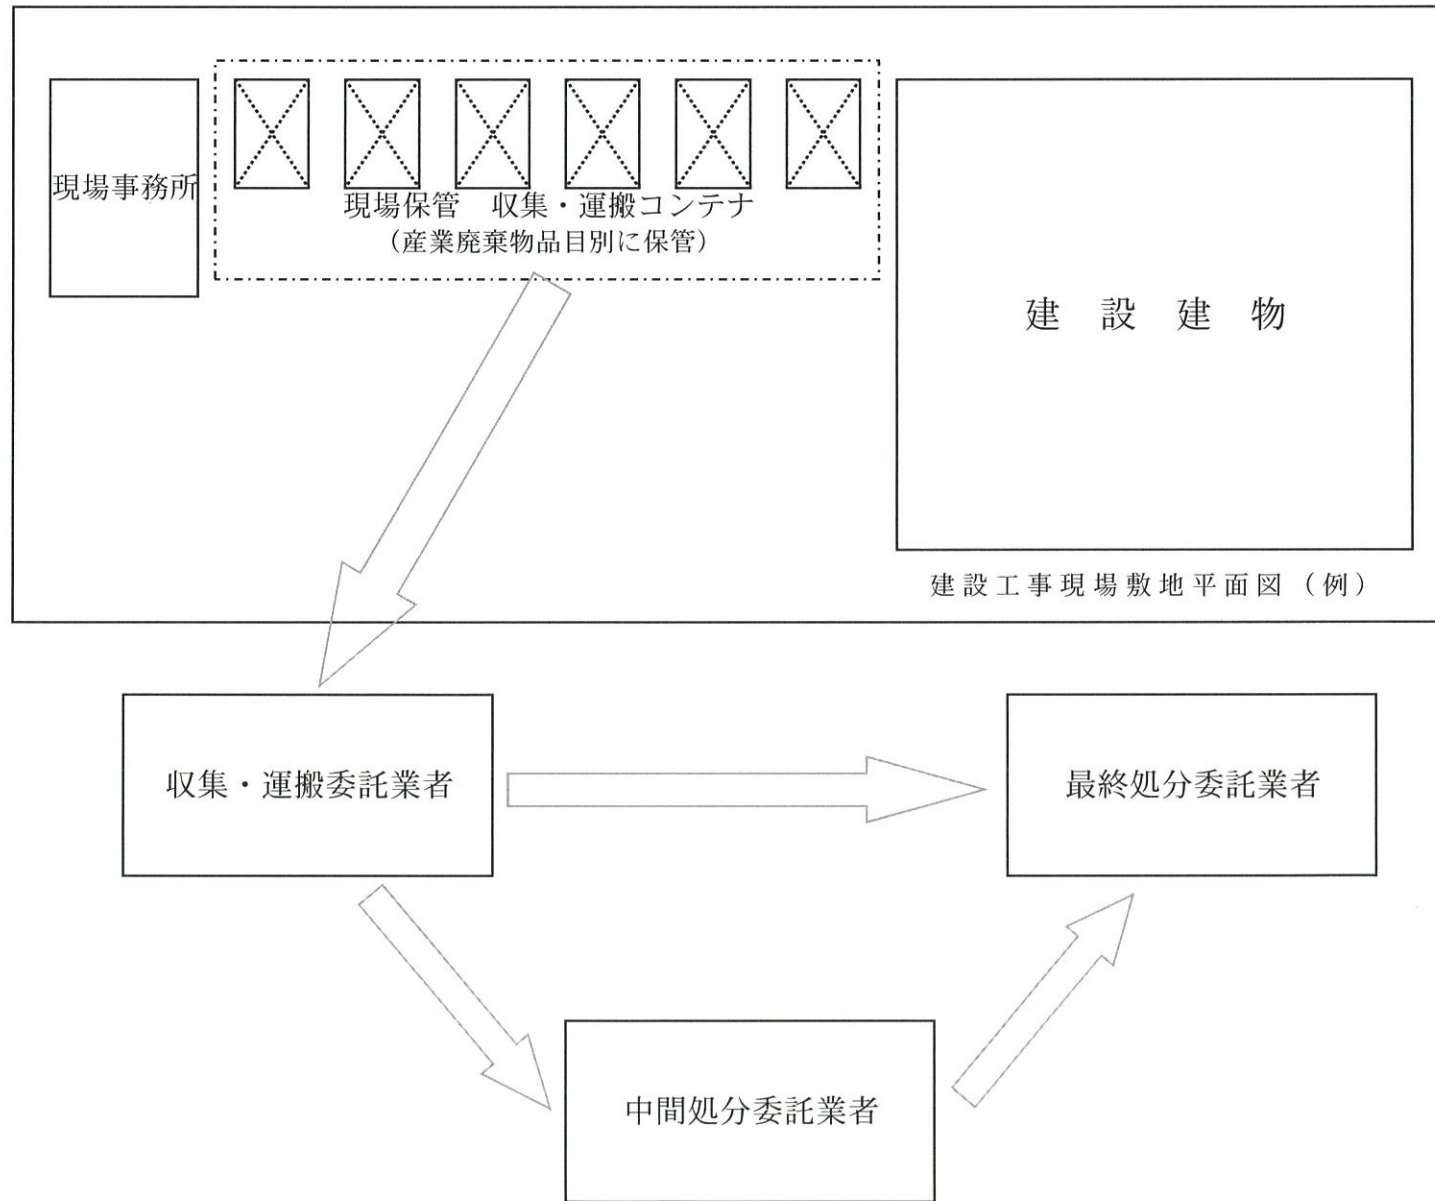 現場事務所
現場保管　収集・運搬コンテナ
（産業廃棄物品目別に保管）
建　設　建　物
建設工事現場敷地平面図（例）
収集・運搬委託業者
最終処分委託業者
中間処分委託業者